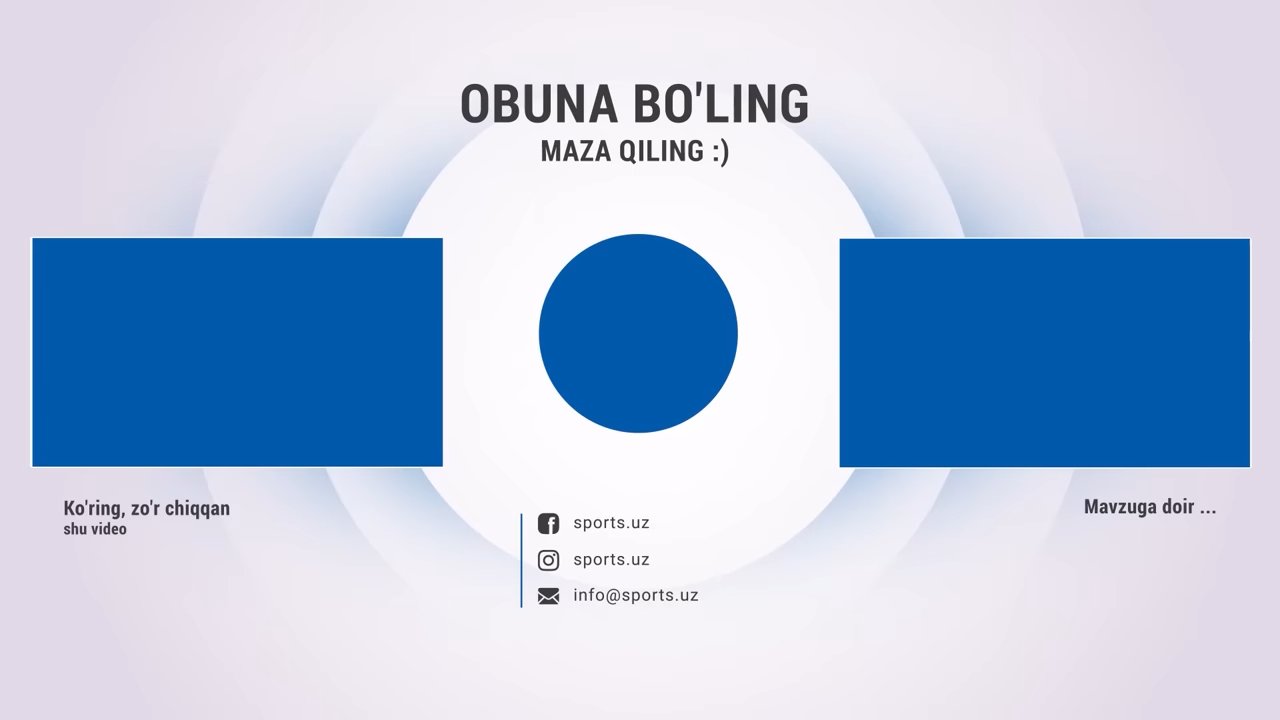 OBUNA BO'LING
MAZA QILING :)
Ko'ring, zo'r chiqqan
shu video
Mavzuga doir ...
sports.uz
sports.uz
info@sports.uz